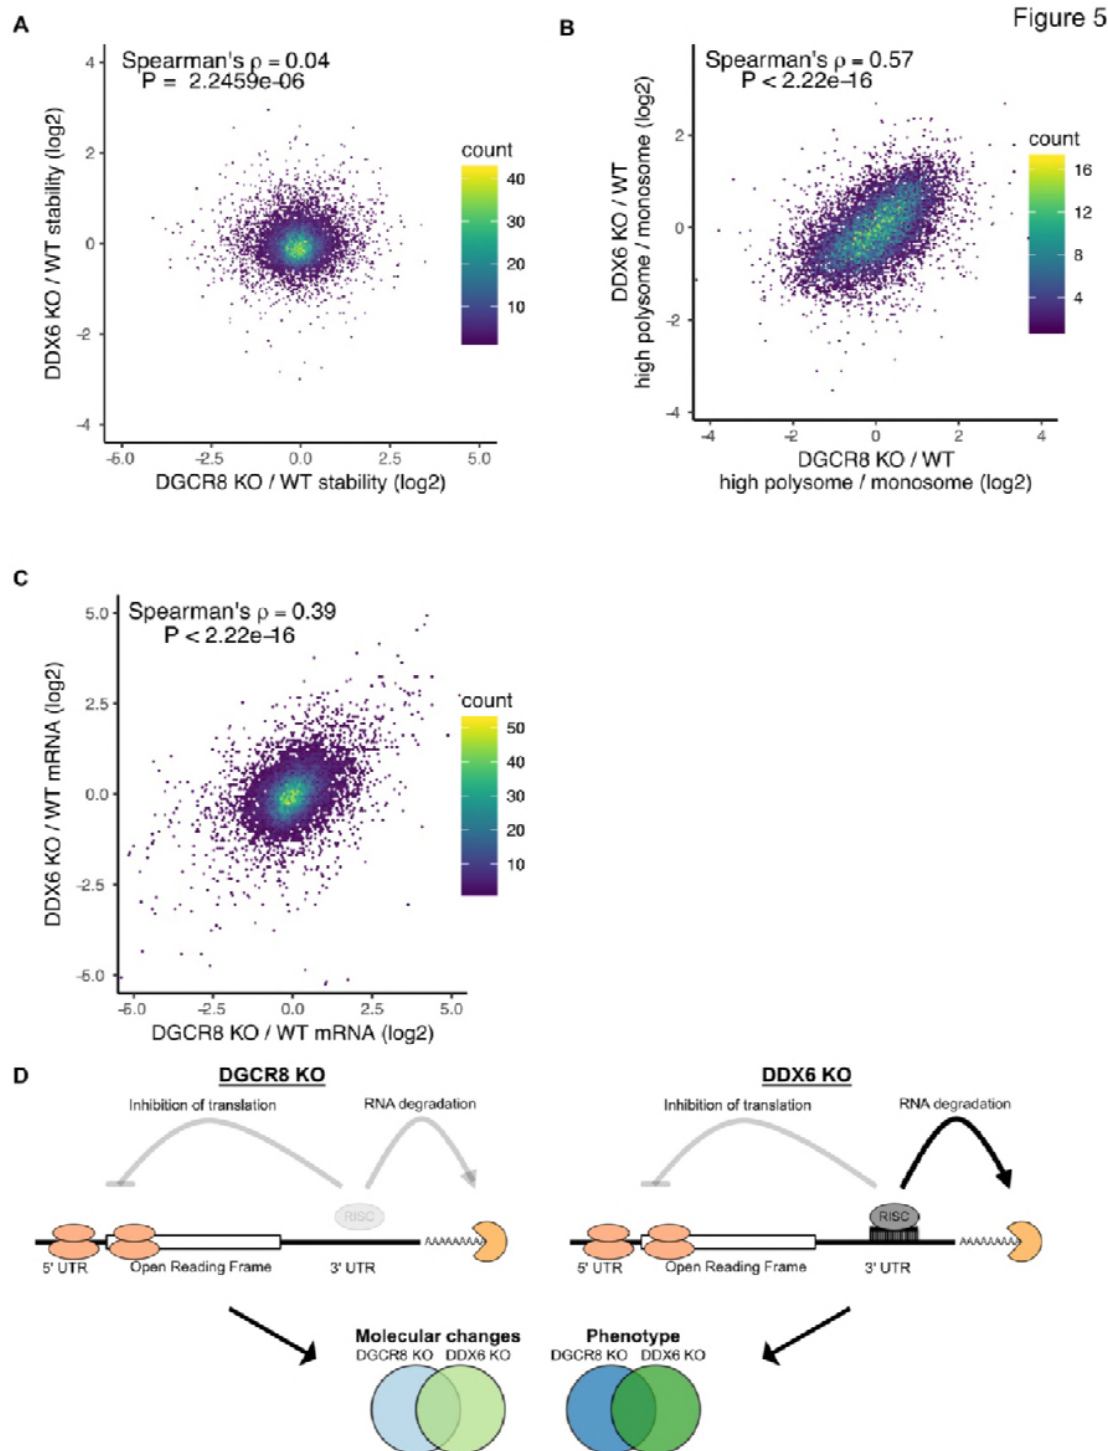 Figure 5
A
Spearman's ρ = 0.04
P = 2.2459e-06
DDX6 KO / WT stability (log2)
4
2
0
-2
-4
-5.0 -2.5 0.0 2.5 5.0
DGCR8 KO / WT stability (log2)
count
40
30
20
10
B
Spearman's ρ = 0.57
P < 2.22e-16
DDX6 KO / WT
high polysome / monosome (log2)
2
0
-2
-4
-4 -2 0 2 4
DGCR8 KO / WT
high polysome / monosome (log2)
count
16
12
8
4
C
Spearman's ρ = 0.39
P < 2.22e-16
DDX6 KO / WT mRNA (log2)
5.0
2.5
0.0
-2.5
-5.0
-5.0 -2.5 0.0 2.5 5.0
DGCR8 KO / WT mRNA (log2)
count
50
40
30
20
10
D
DGCR8 KO
Inhibition of translation
RNA degradation
RISC
AAAAAAAAA
5' UTR
Open Reading Frame
3' UTR
DDX6 KO
Inhibition of translation
RNA degradation
RISC
AAAAAAAAA
5' UTR
Open Reading Frame
3' UTR
Molecular changes
DGCR8 KO DDX6 KO
Phenotype
DGCR8 KO DDX6 KO